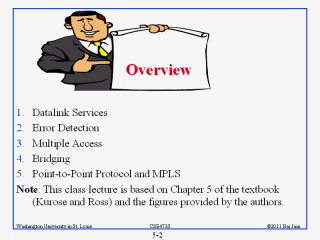 Overview
1. Datalink Services
2. Error Detection
3. Multiple Access
4. Bridging
5. Point-to-Point Protocol and MPLS
Note: This class lecture is based on Chapter 5 of the textbook
(Kurose and Ross) and the figures provided by the authors.
Washington University in St. Louis CSE473S ©2011 Raj Jain
5-2